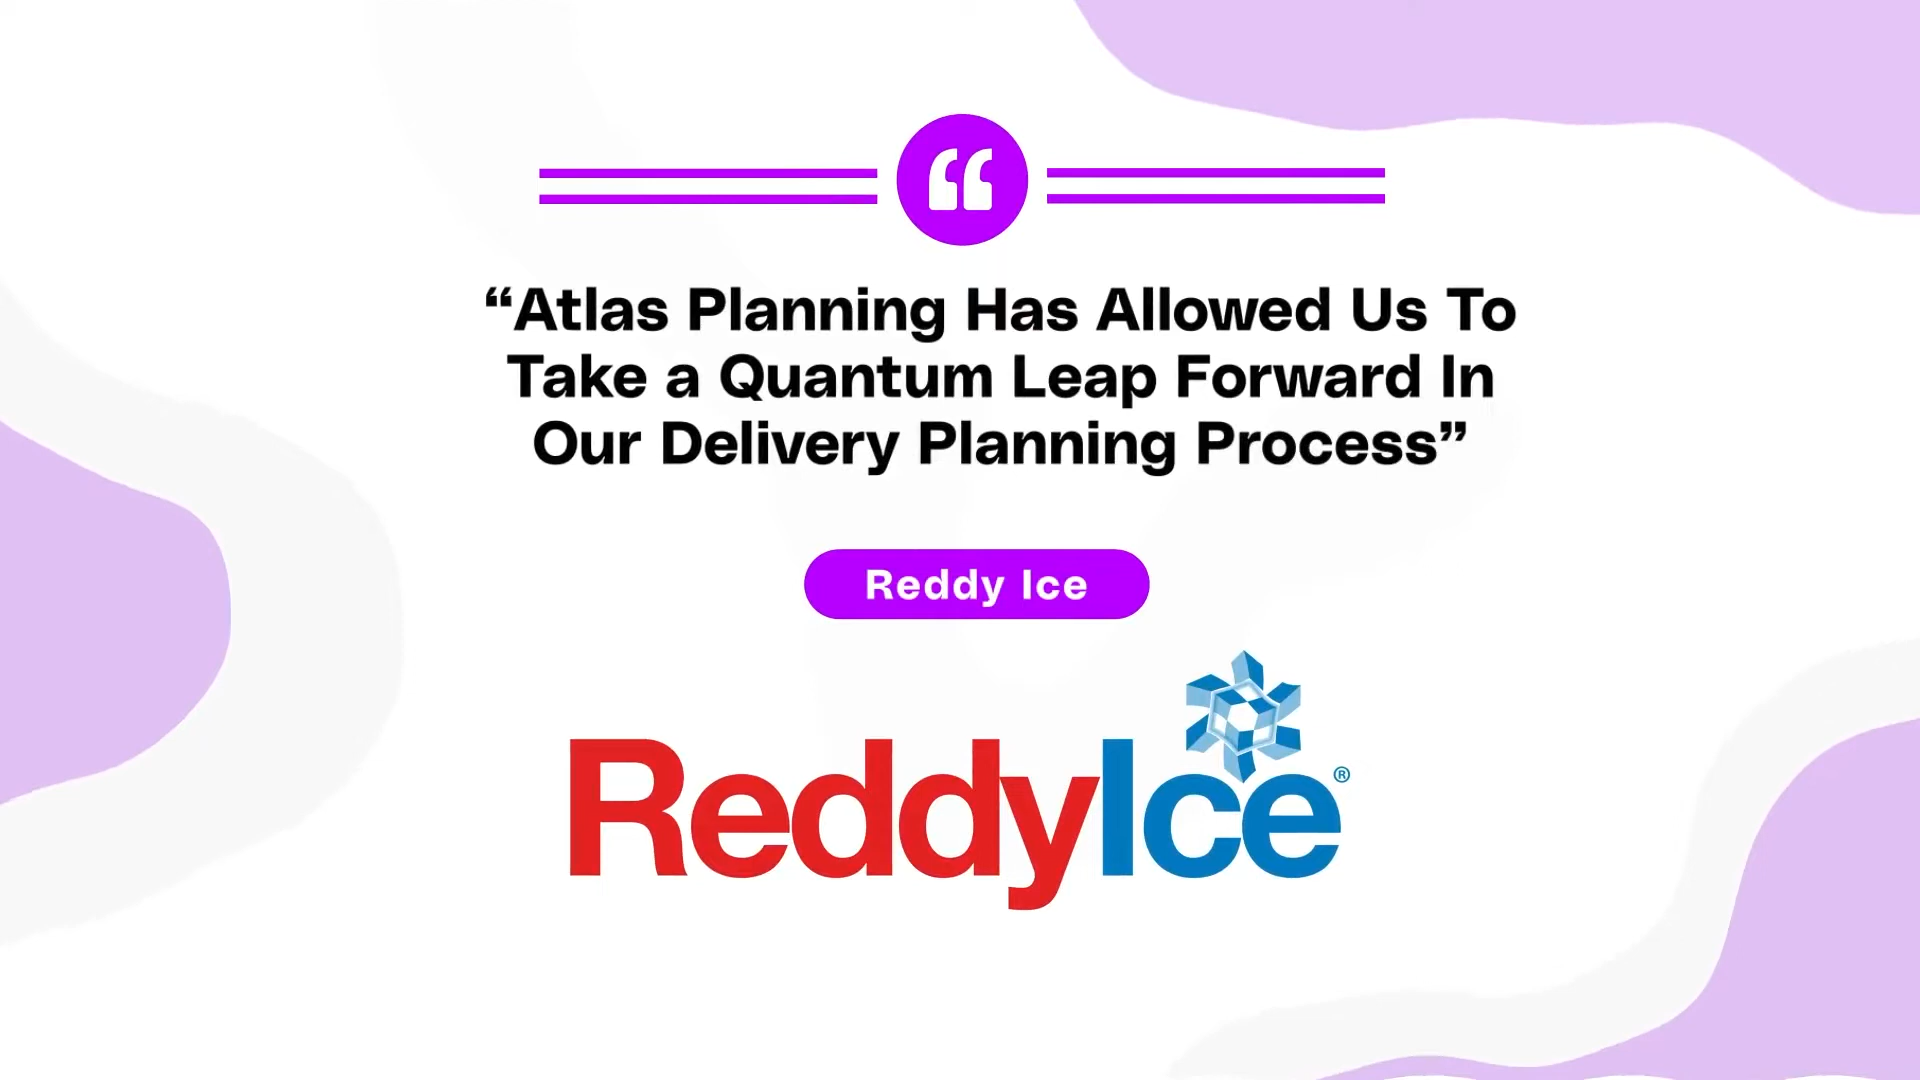 “Atlas Planning Has Allowed Us To
Take a Quantum Leap Forward In
Our Delivery Planning Process”
Reddy Ice
ReddyIce®